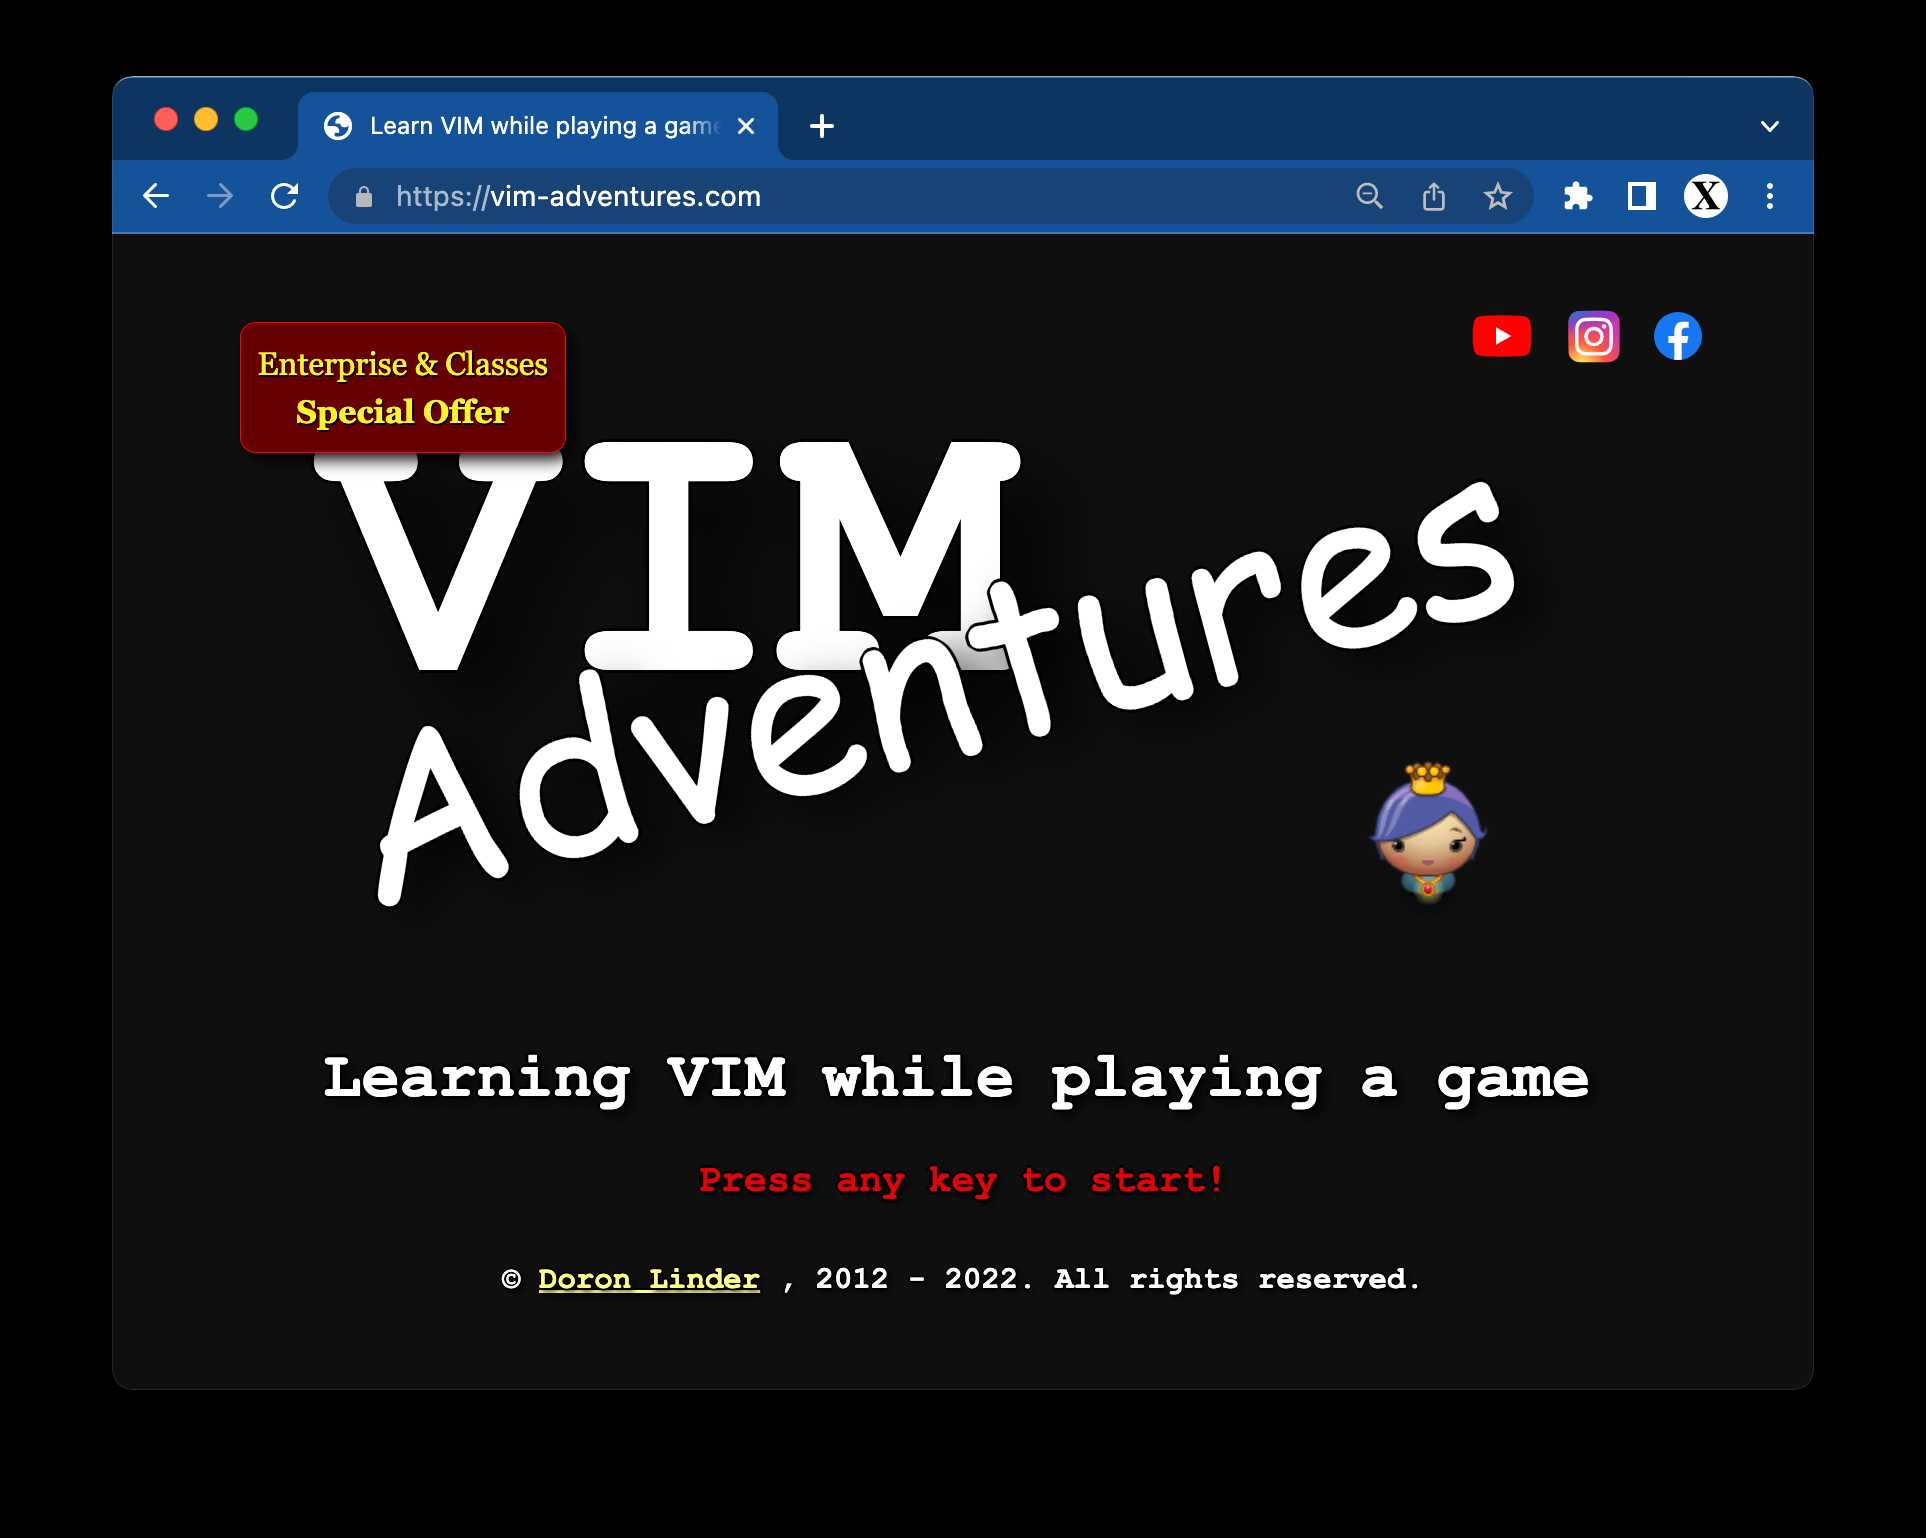 Learn VIM while playing a game
https://vim-adventures.com
X
Enterprise & Classes
Special Offer
VIM
Adventures
Learning VIM while playing a game
Press any key to start!
© Doron Linder , 2012 - 2022. All rights reserved.